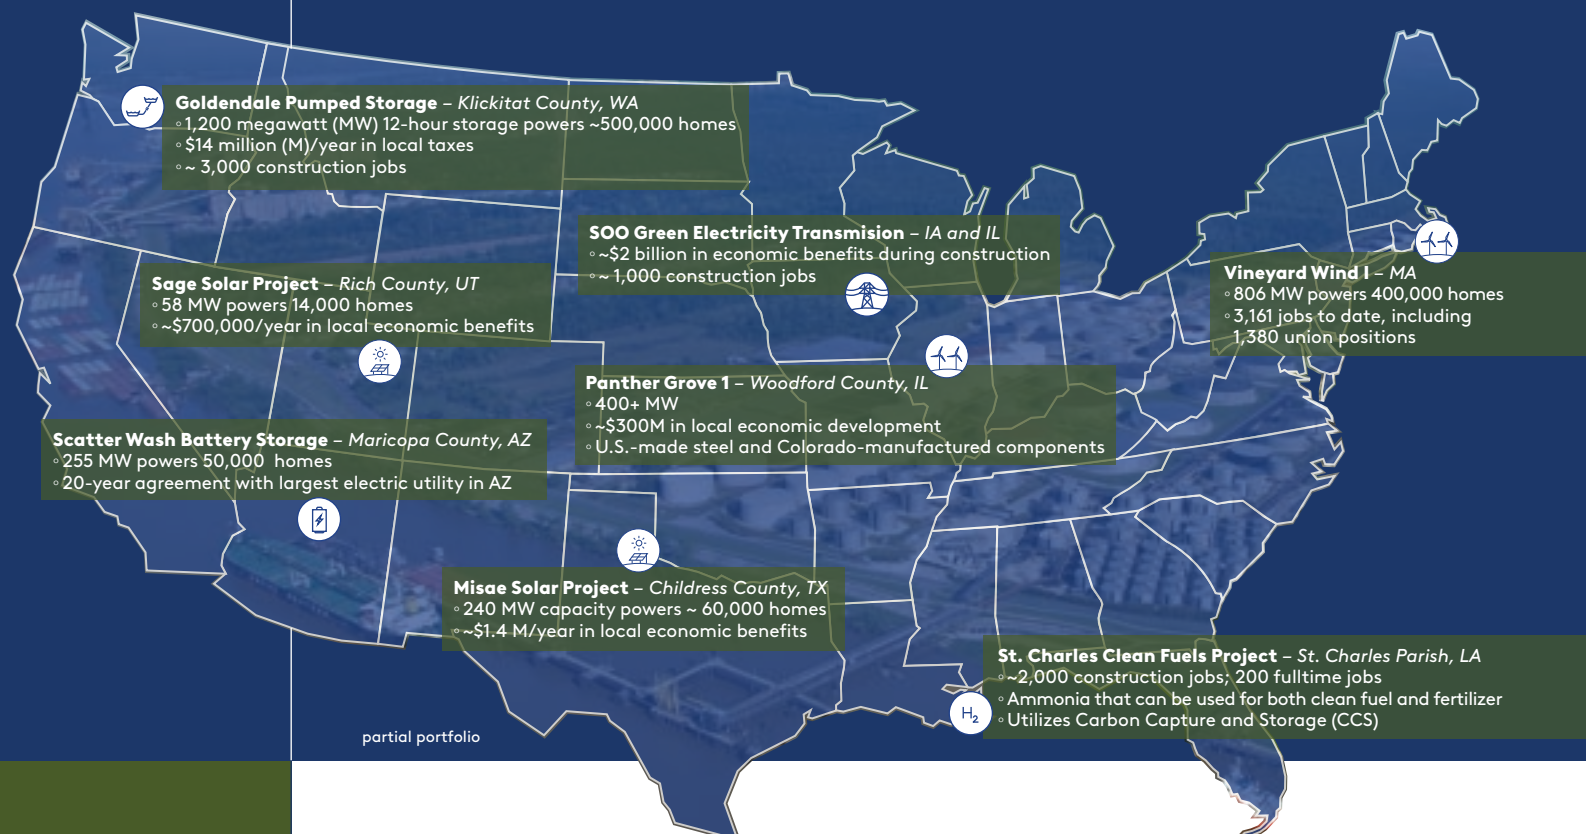 Goldendale Pumped Storage – Klickitat County, WA
◦ 1,200 megawatt (MW) 12-hour storage powers ~500,000 homes
◦ $14 million (M)/year in local taxes
◦ ~ 3,000 construction jobs
SOO Green Electricity Transmision – IA and IL
◦ ~$2 billion in economic benefits during construction
◦ ~ 1,000 construction jobs
Vineyard Wind I – MA
◦ 806 MW powers 400,000 homes
◦ 3,161 jobs to date, including
1,380 union positions
Sage Solar Project – Rich County, UT
◦ 58 MW powers 14,000 homes
◦ ~$700,000/year in local economic benefits
Panther Grove 1 – Woodford County, IL
◦ 400+ MW
◦ ~$300M in local economic development
◦ U.S.-made steel and Colorado-manufactured components
Scatter Wash Battery Storage – Maricopa County, AZ
◦ 255 MW powers 50,000 homes
◦ 20-year agreement with largest electric utility in AZ
Misae Solar Project – Childress County, TX
◦ 240 MW capacity powers ~ 60,000 homes
◦ ~$1.4 M/year in local economic benefits
St. Charles Clean Fuels Project – St. Charles Parish, LA
◦ ~2,000 construction jobs; 200 fulltime jobs
◦ Ammonia that can be used for both clean fuel and fertilizer
◦ Utilizes Carbon Capture and Storage (CCS)
H₂
partial portfolio